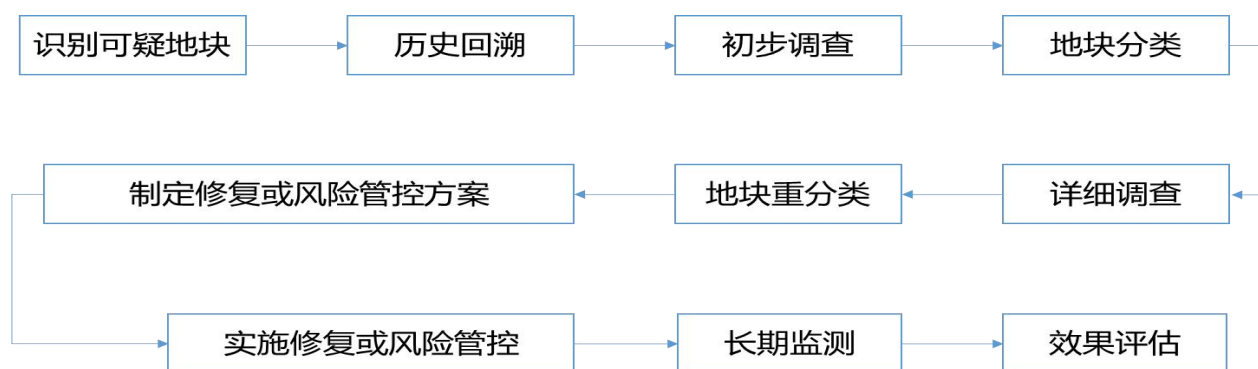 识别可疑地块
历史回溯
初步调查
地块分类
详细调查
地块重分类
制定修复或风险管控方案
实施修复或风险管控
长期监测
效果评估